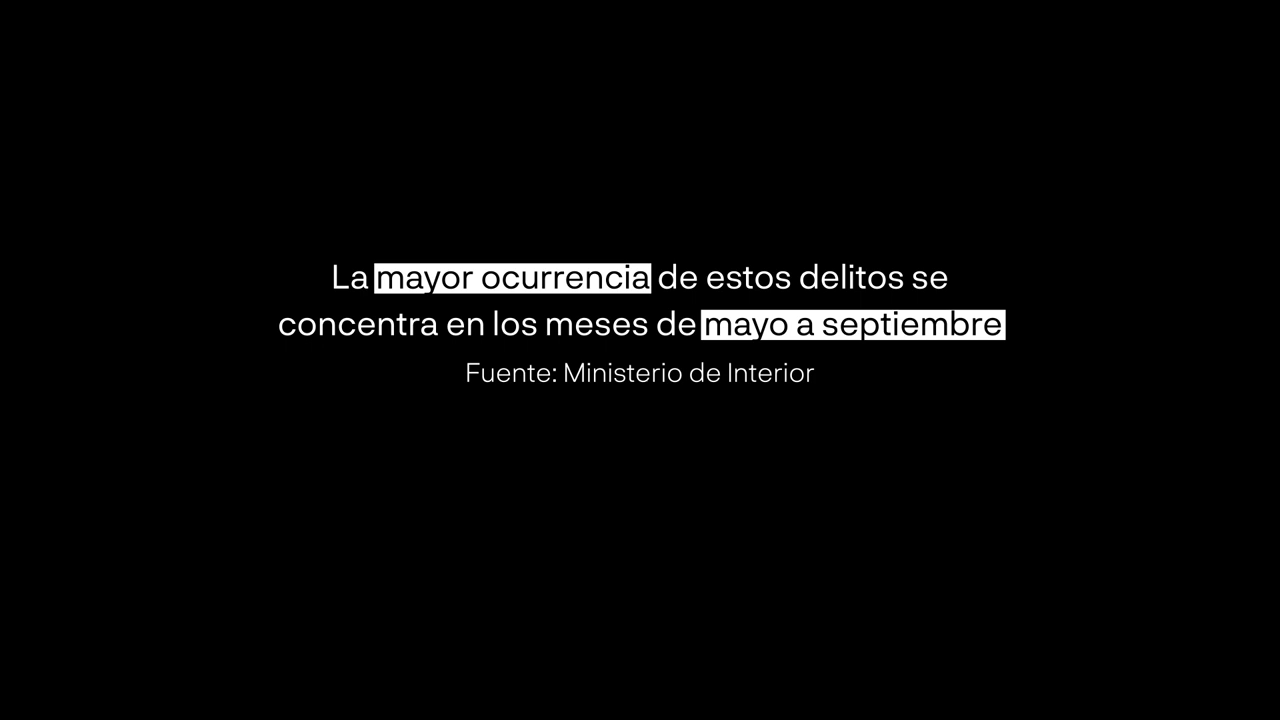 La mayor ocurrencia de estos delitos se
concentra en los meses de mayo a septiembre
Fuente: Ministerio de Interior